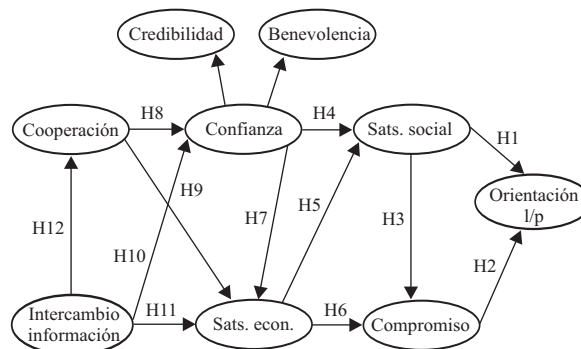 Credibilidad
Benevolencia
Cooperación
H8
Confianza
H4
Sats. social
H1
H9
H12
H10
H7
H5
H3
Orientación
l/p
H2
Intercambio
información
H11
Sats. econ.
H6
Compromiso